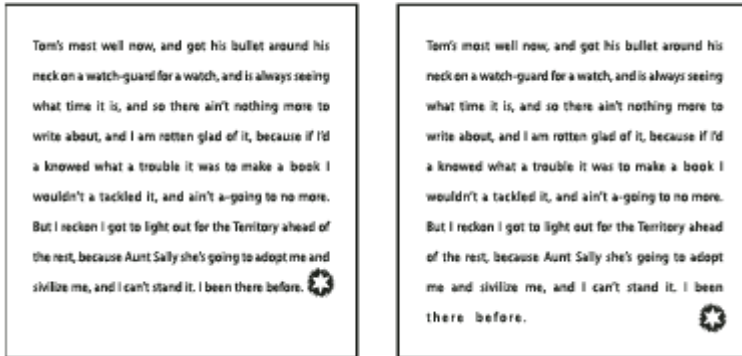 Tom's most well now, and got his bullet around his
neck on a watch-guard for a watch, and is always seeing
what time it is, and so there ain't nothing more to
write about, and I am rotten glad of it, because if I'd
a knowed what a trouble it was to make a book I
wouldn't a tackled it, and ain't a-going to no more.
But I reckon I got to light out for the Territory ahead of
the rest, because Aunt Sally she's going to adopt me and
sivilize me, and I can't stand it. I been there before.
Tom's most well now, and got his bullet around his
neck on a watch-guard for a watch, and is always seeing
what time it is, and so there ain't nothing more to
write about, and I am rotten glad of it, because if I'd
a knowed what a trouble it was to make a book I
wouldn't a tackled it, and ain't a-going to no more.
But I reckon I got to light out for the Territory ahead
of the rest, because Aunt Sally she's going to adopt
me and sivilize me, and I can't stand it. I been
there before.